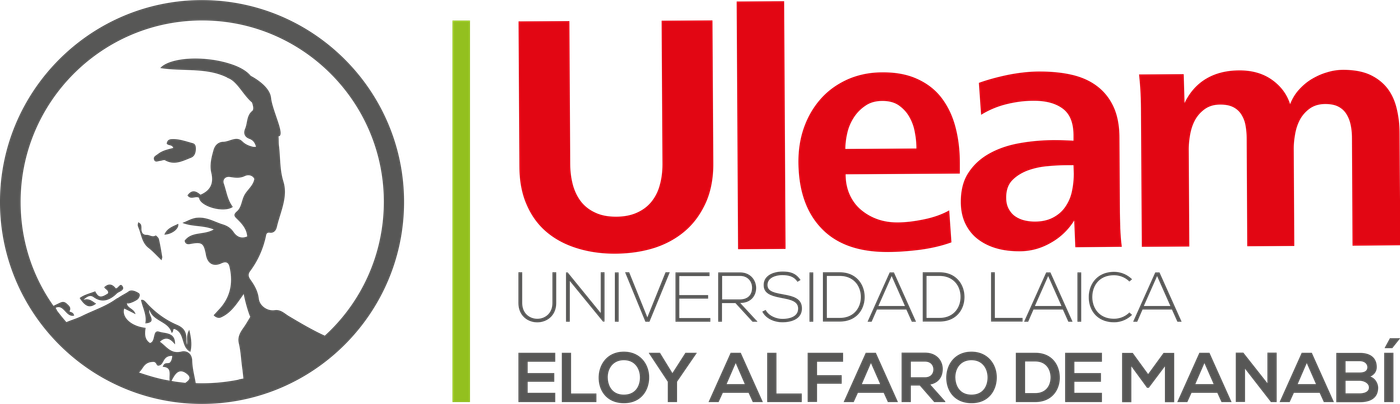 Uleam
UNIVERSIDAD LAICA
ELOY ALFARO DE MANABÍ